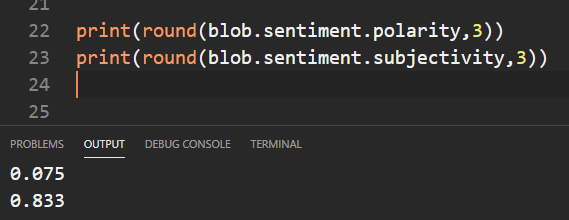 21
22 print(round(blob.sentiment.polarity,3))
23 print(round(blob.sentiment.subjectivity,3))
24
25
PROBLEMS OUTPUT DEBUG CONSOLE TERMINAL
0.075
0.833